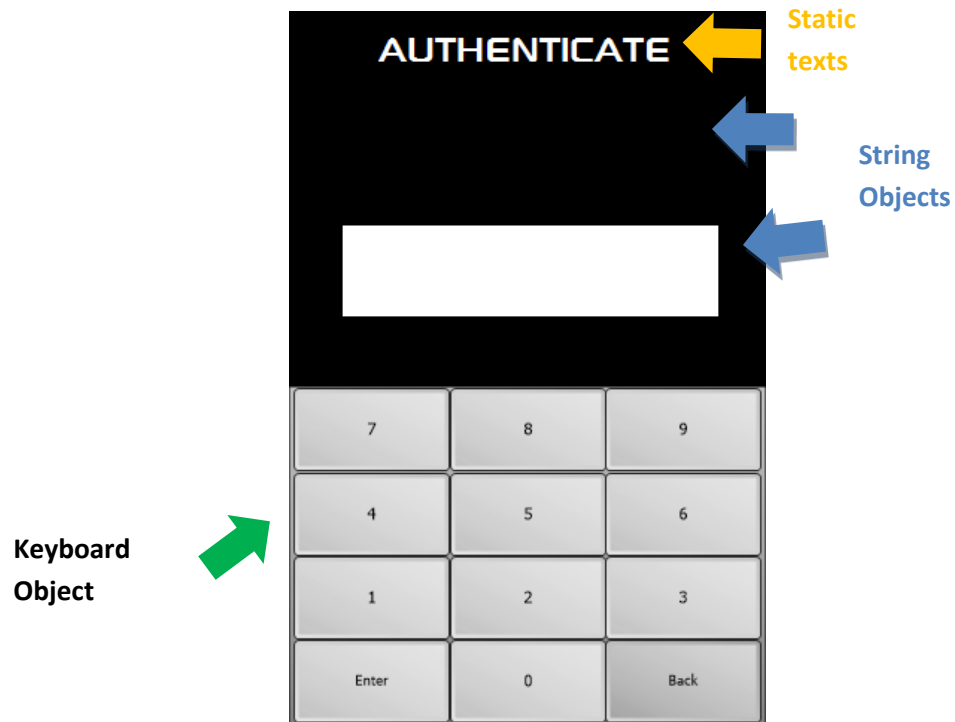 AUTHENTICATE
Static
texts
String
Objects
7 8 9
4 5 6
Keyboard
Object
1 2 3
Enter 0 Back